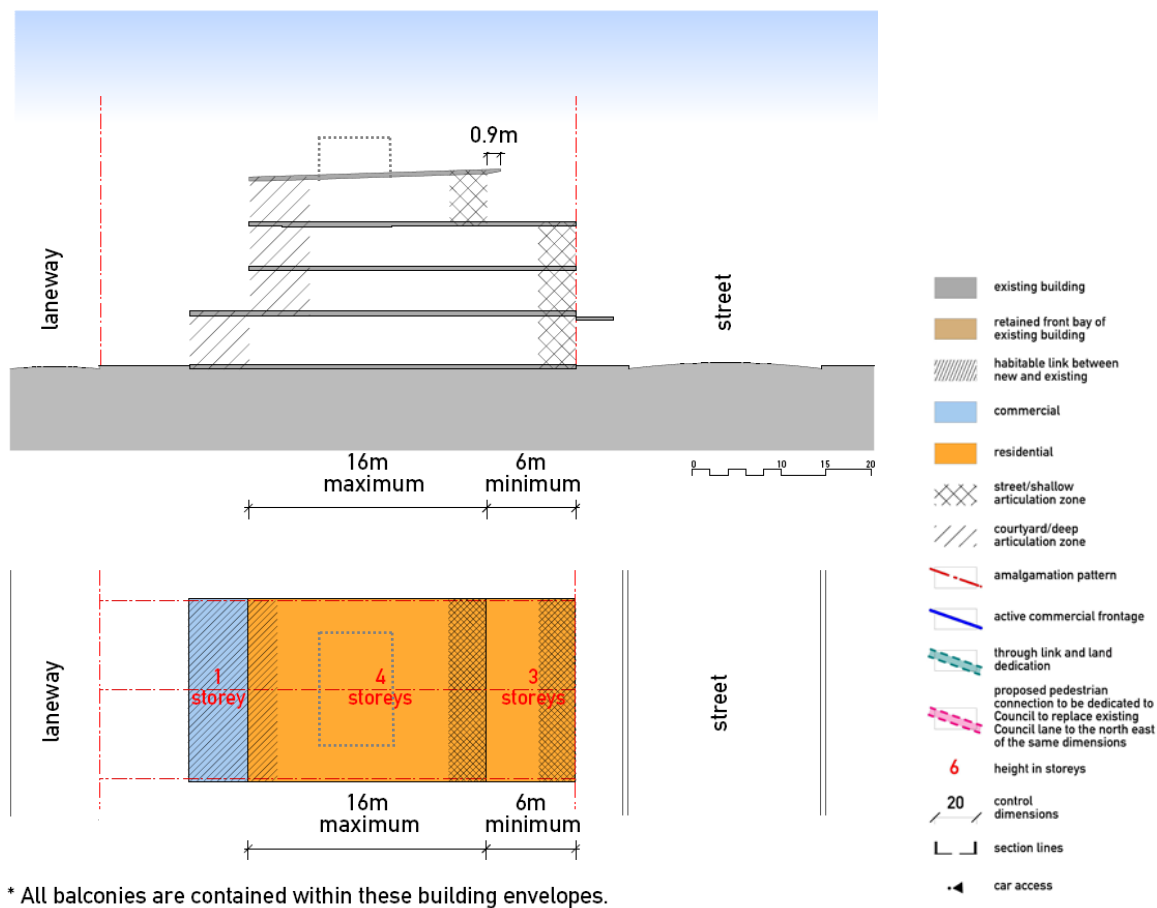 0.9m
laneway
street
16m
maximum
6m
minimum
0
10
15
20
laneway
1
storey
4
storeys
3
storeys
street
16m
maximum
6m
minimum
* All balconies are contained within these building envelopes.
existing building
retained front bay of
existing building
habitable link between
new and existing
commercial
residential
street/shallow
articulation zone
courtyard/deep
articulation zone
amalgamation pattern
active commercial frontage
through link and land
dedication
proposed pedestrian
connection to be dedicated to
Council to replace existing
Council lane to the north east
of the same dimensions
6
height in storeys
20
control
dimensions
section lines
car access